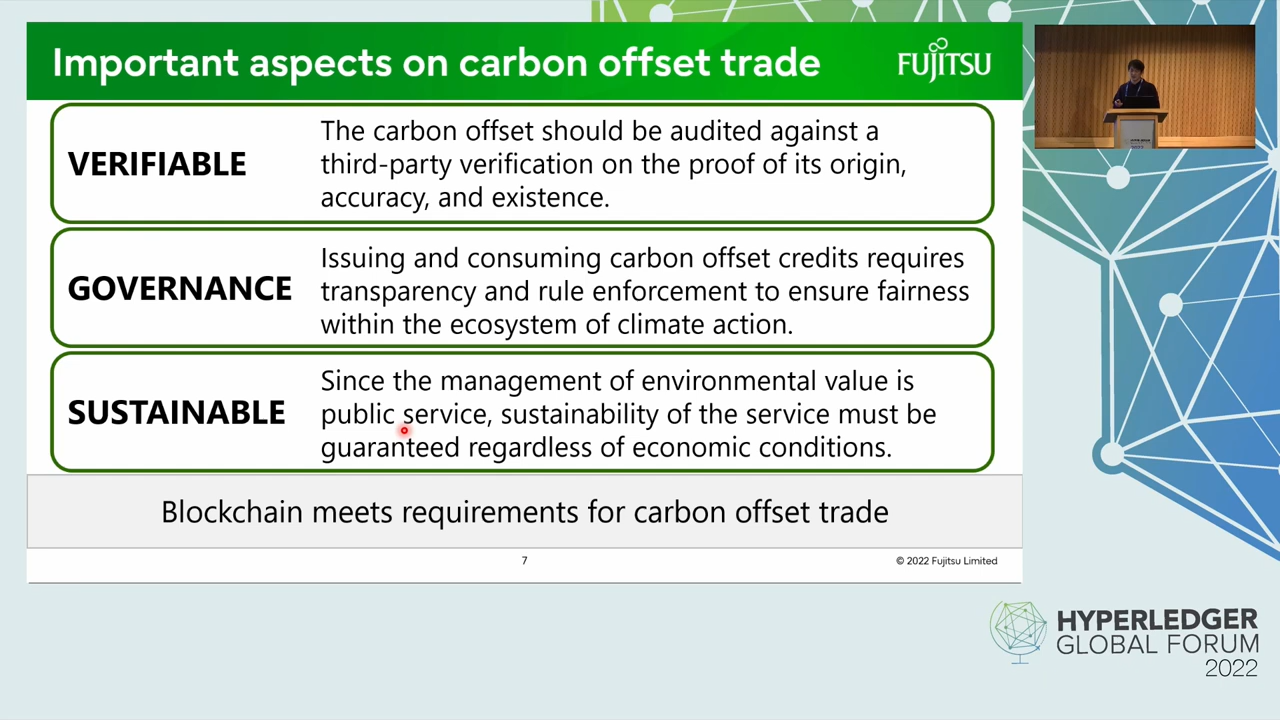 Important aspects on carbon offset trade
FUJITSU
VERIFIABLE
The carbon offset should be audited against a
third-party verification on the proof of its origin,
accuracy, and existence.
GOVERNANCE
Issuing and consuming carbon offset credits requires
transparency and rule enforcement to ensure fairness
within the ecosystem of climate action.
SUSTAINABLE
Since the management of environmental value is
public service, sustainability of the service must be
guaranteed regardless of economic conditions.
Blockchain meets requirements for carbon offset trade
7
© 2022 Fujitsu Limited
HYPERLEDGER
GLOBAL FORUM
2022